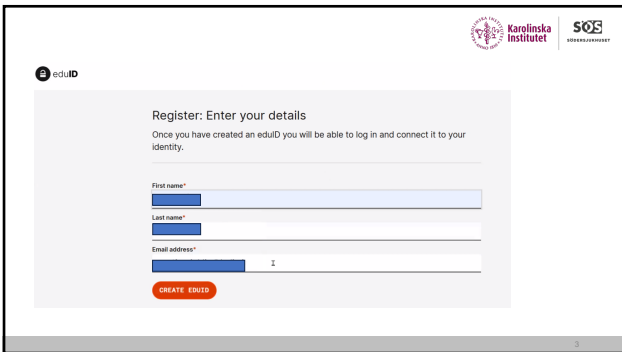 Karolinska
Institutet
SÖS
SÖDERSJUKHUSET
eduID
Register: Enter your details
Once you have created an eduID you will be able to log in and connect it to your
identity.
First name*
Last name*
Email address*
CREATE EDUID
3